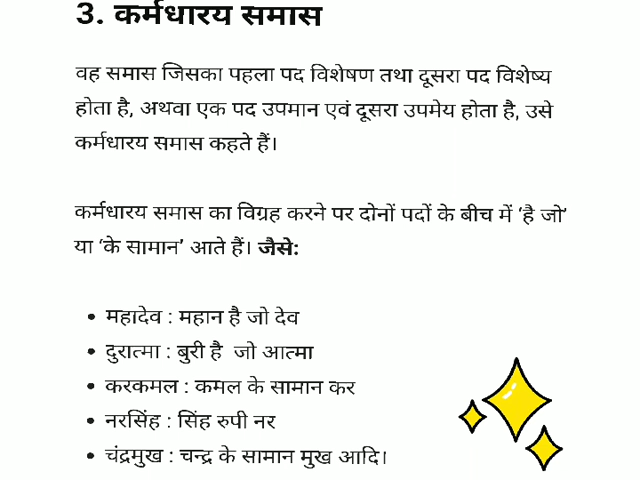 3. कर्मधारय समास
वह समास जिसका पहला पद विशेषण तथा दूसरा पद विशेष्य
होता है, अथवा एक पद उपमान एवं दूसरा उपमेय होता है, उसे
कर्मधारय समास कहते हैं।
कर्मधारय समास का विग्रह करने पर दोनों पदों के बीच में ‘है जो’
या ‘के सामान’ आते हैं। जैसे:
• महादेव : महान है जो देव
• दुरात्मा : बुरी है जो आत्मा
• करकमल : कमल के सामान कर
• नरसिंह : सिंह रुपी नर
• चंद्रमुख : चन्द्र के सामान मुख आदि।